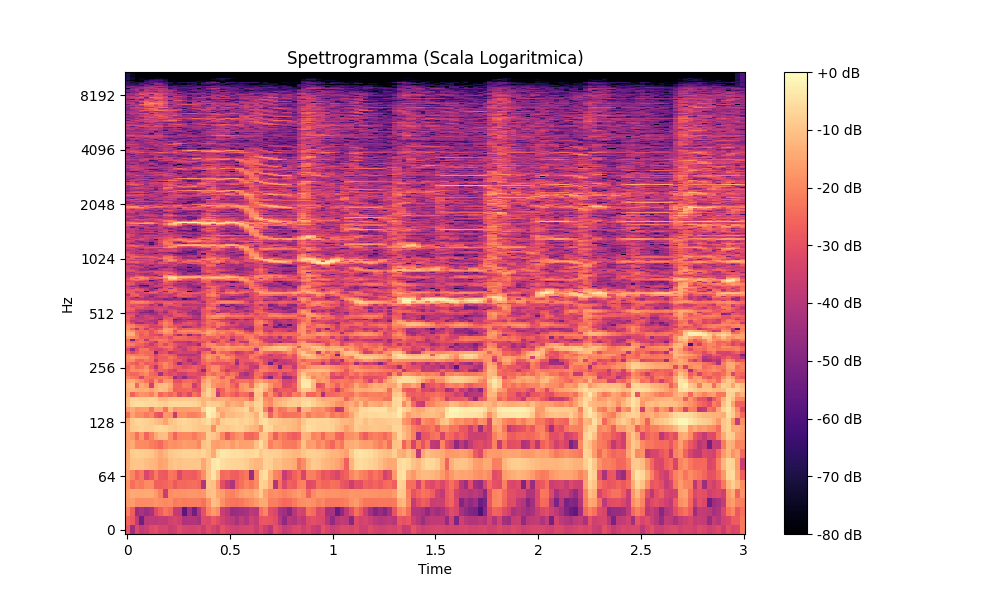 Spettrogramma (Scala Logaritmica)
Hz
8192
4096
2048
1024
512
256
128
64
0
0 0.5 1 1.5 2 2.5 3
Time
+0 dB
-10 dB
-20 dB
-30 dB
-40 dB
-50 dB
-60 dB
-70 dB
-80 dB